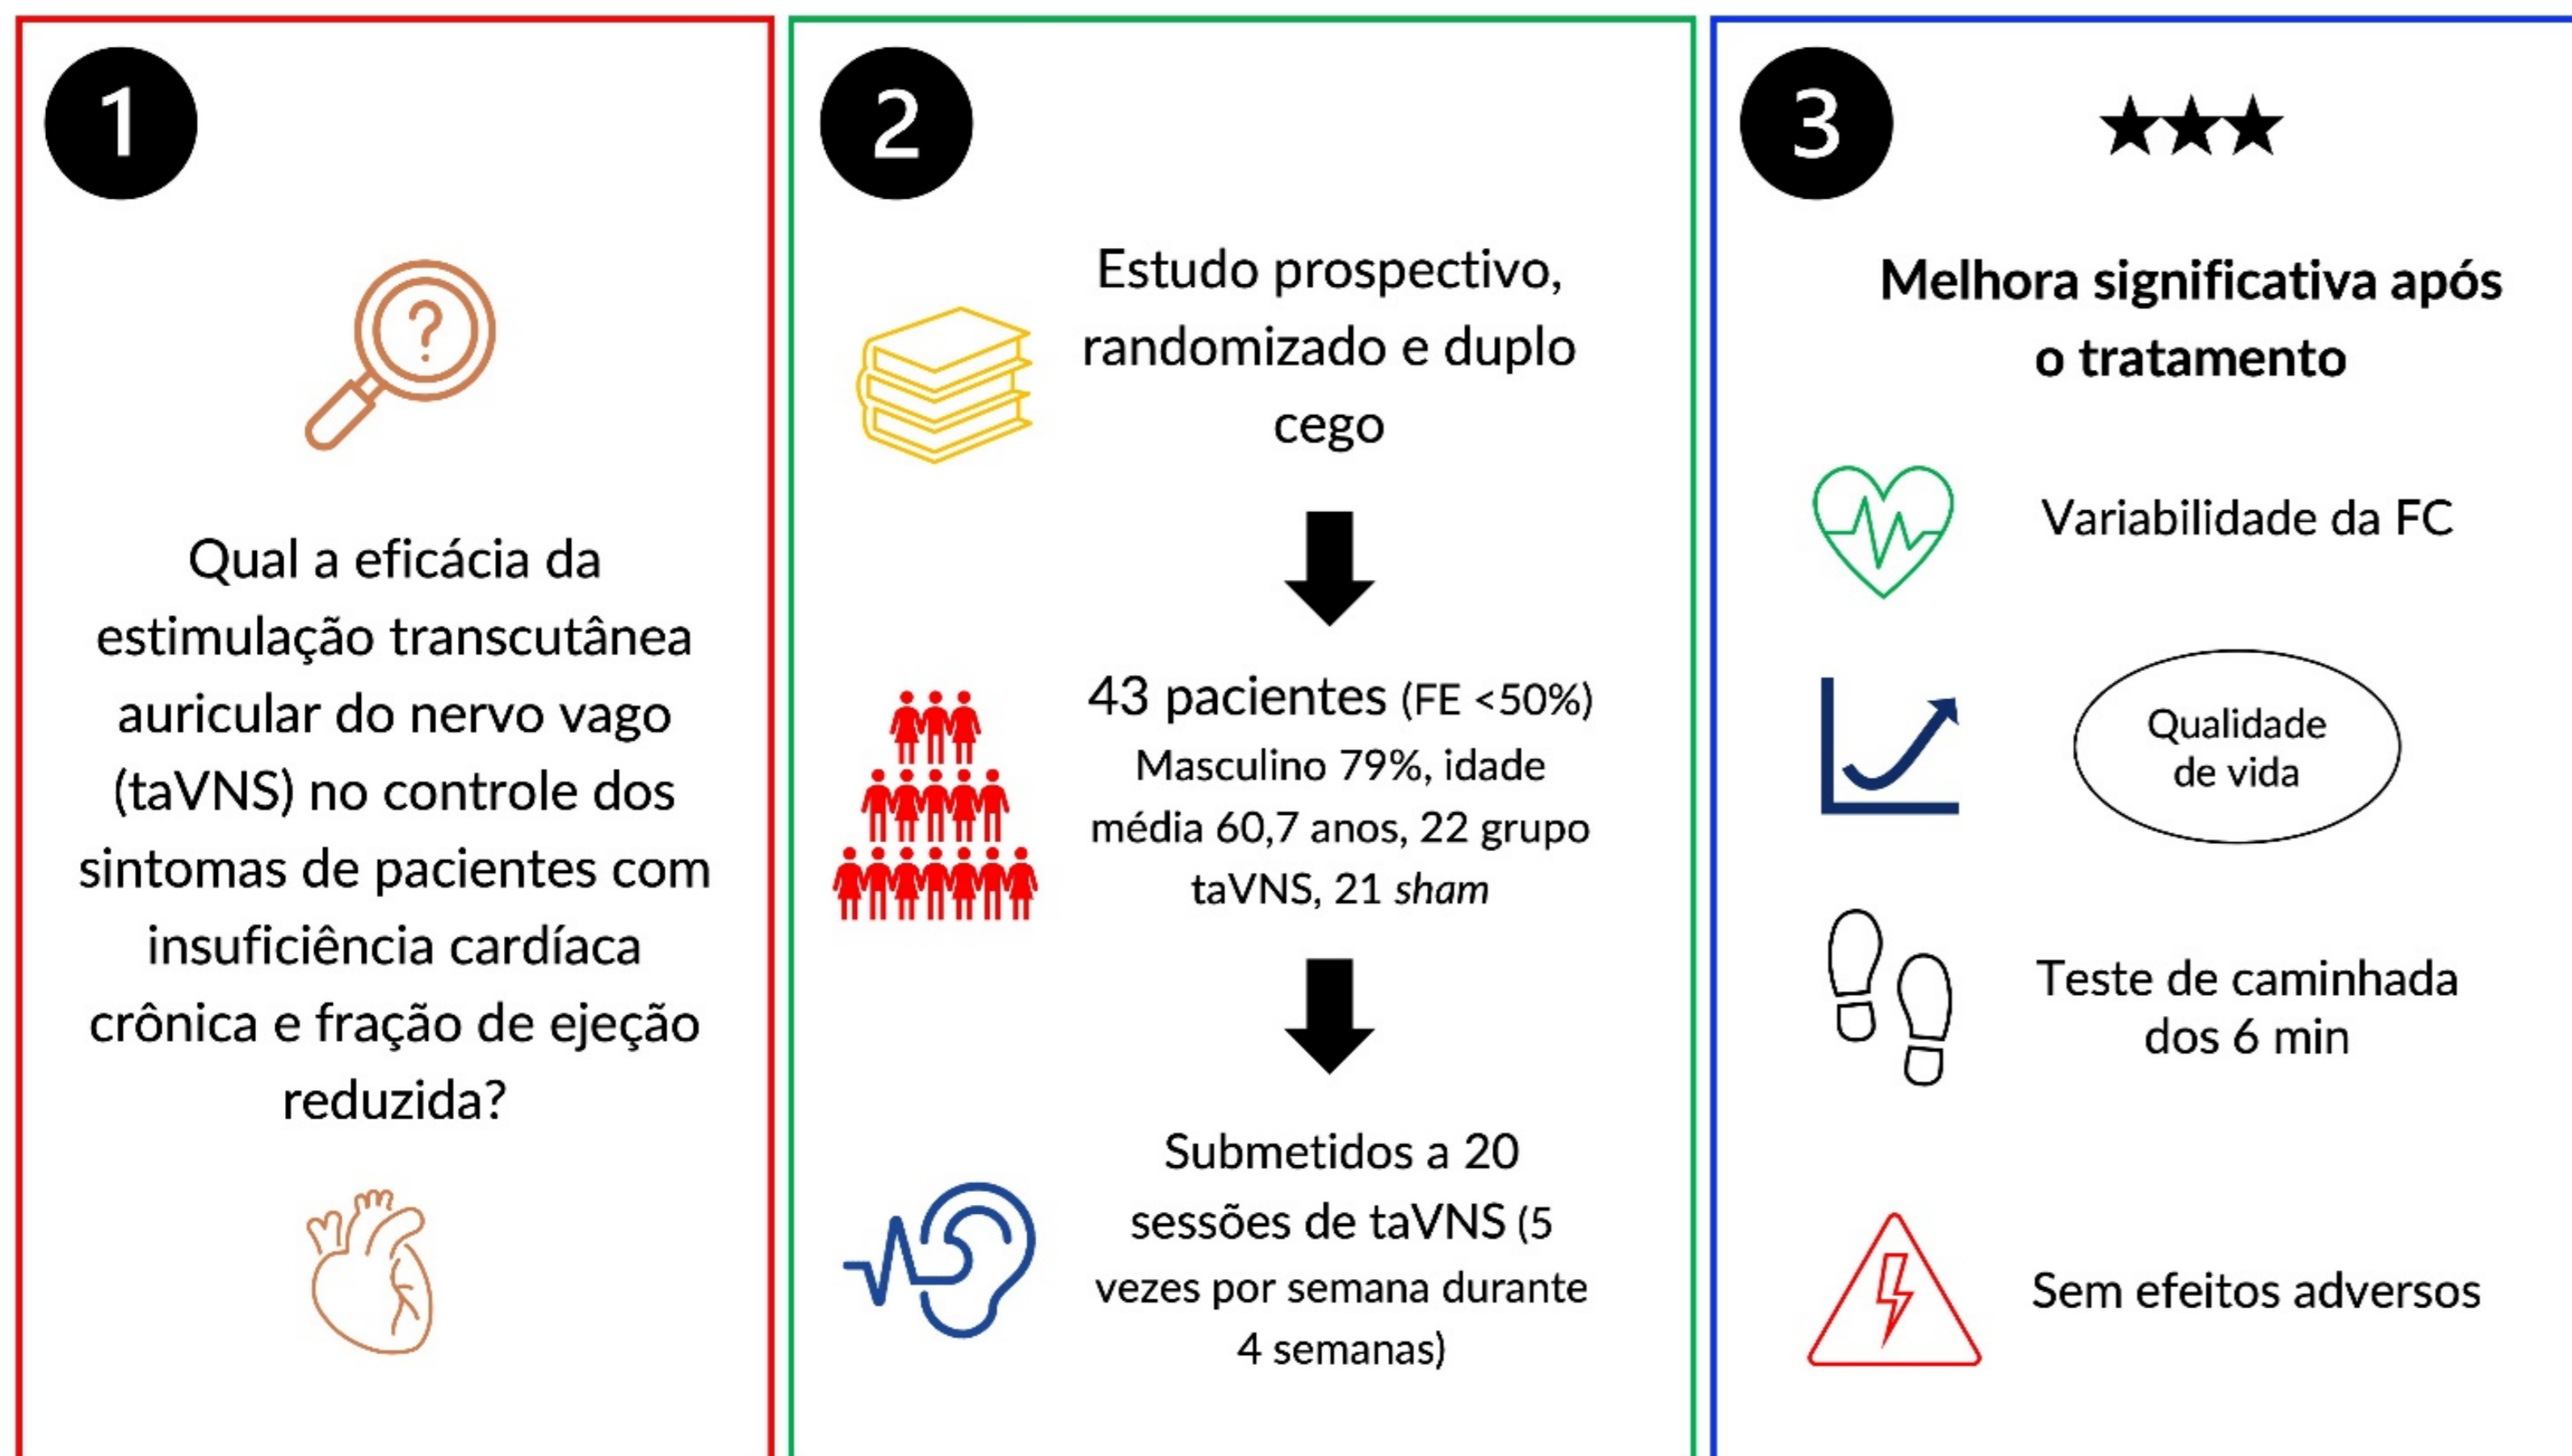 1
?
Qual a eficácia da
estimulação transcutânea
auricular do nervo vago
(taVNS) no controle dos
sintomas de pacientes com
insuficiência cardíaca
crônica e fração de ejeção
reduzida?
2
Estudo prospectivo,
randomizado e duplo
cego
43 pacientes (FE <50%)
Masculino 79%, idade
média 60,7 anos, 22 grupo
taVNS, 21 sham
Submetidos a 20
sessões de taVNS (5
vezes por semana durante
4 semanas)
3
★★★
Melhora significativa após
o tratamento
Variabilidade da FC
Qualidade
de vida
Teste de caminhada
dos 6 min
Sem efeitos adversos